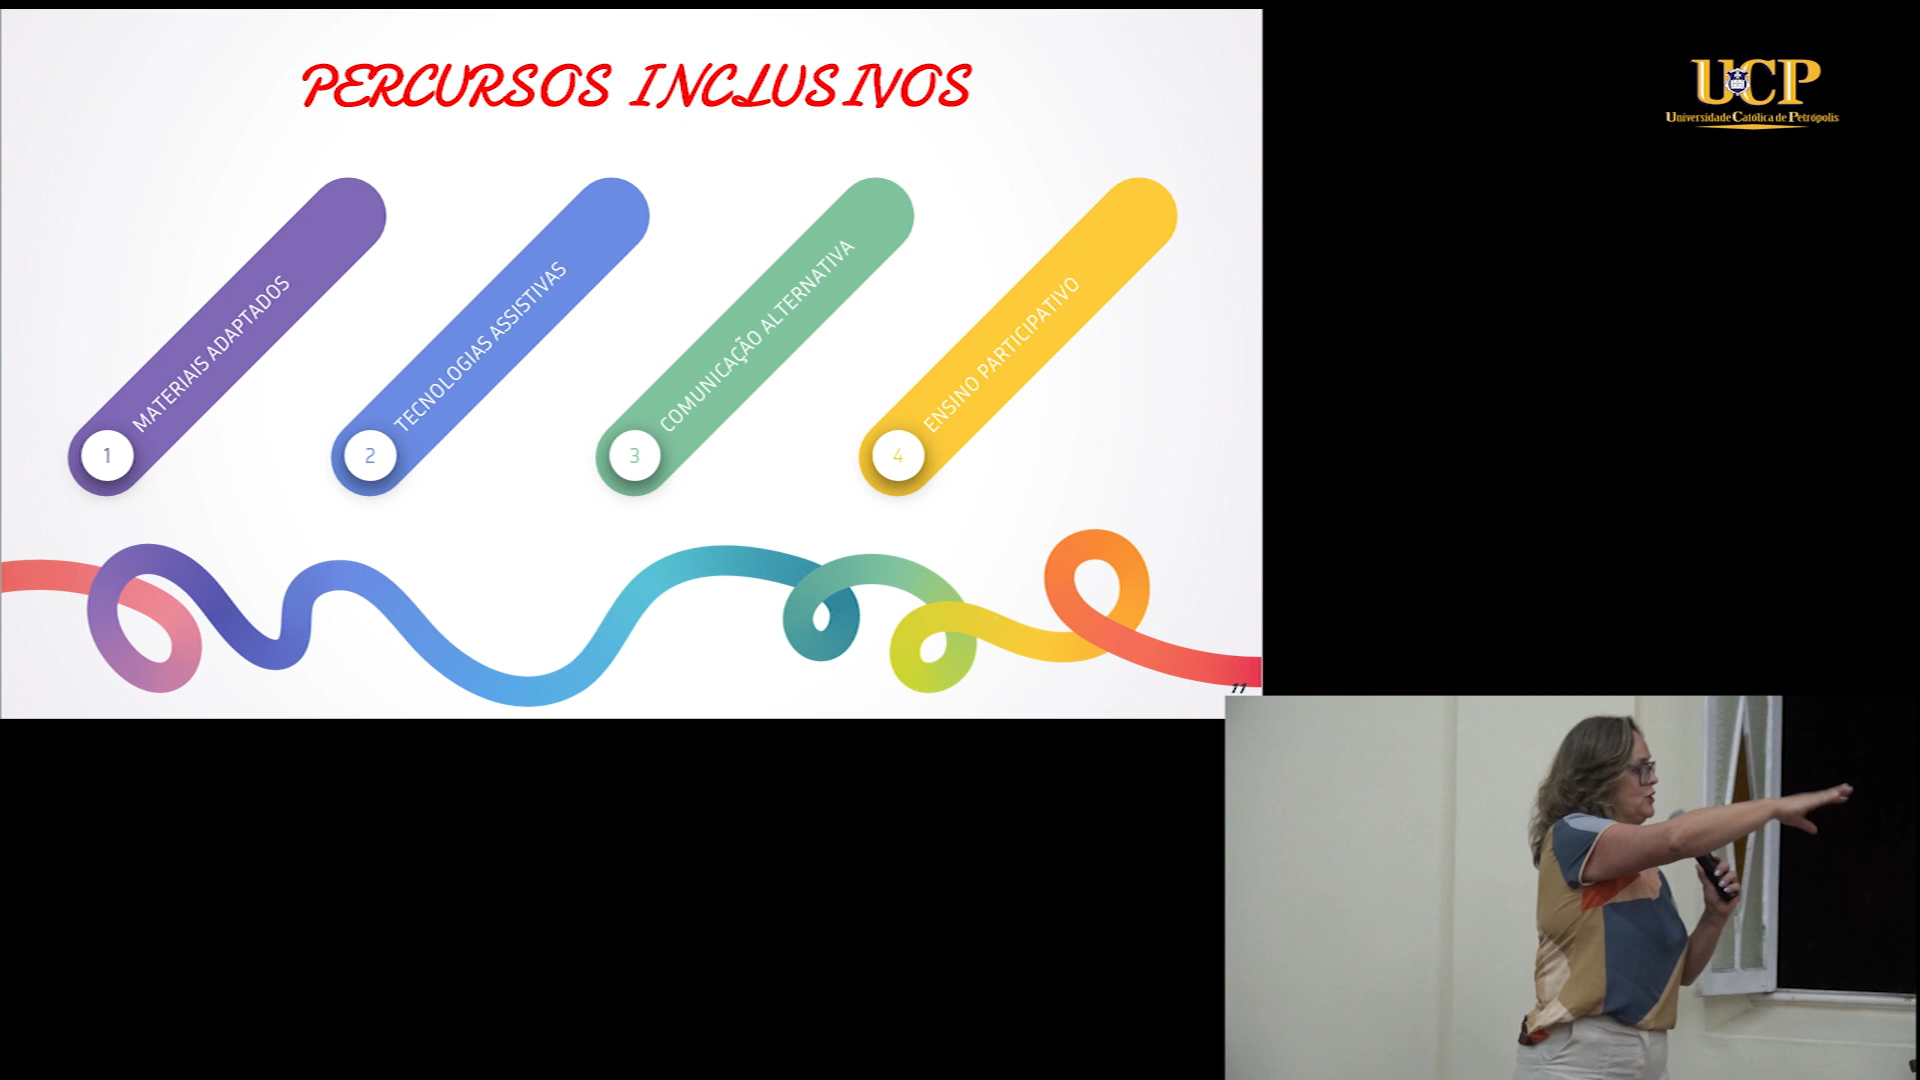 PERCURSOS INCLUSIVOS
UCP
Universidade Católica de Petrópolis
MATERIAIS ADAPTADOS
TECNOLOGIAS ASSISTIVAS
COMUNICAÇÃO ALTERNATIVA
ENSINO PARTICIPATIVO
1
2
3
4
11